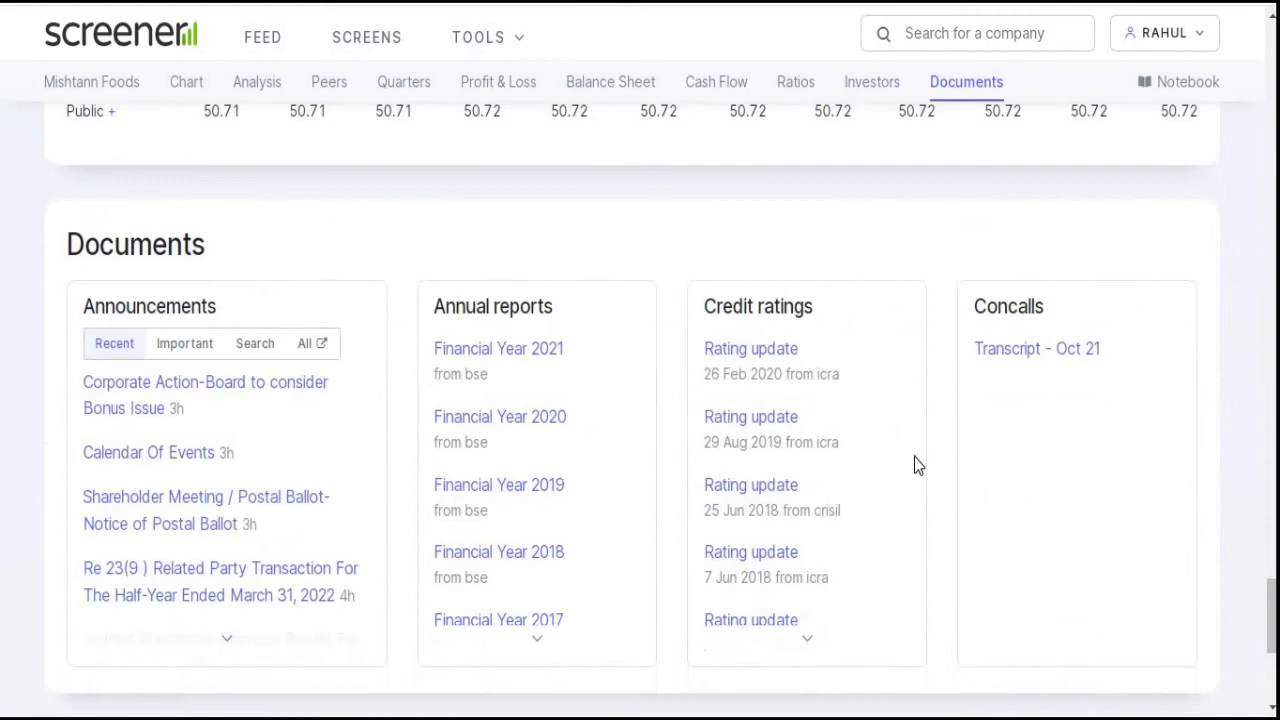 screener
FEED SCREENS TOOLS
Search for a company
RAHUL
Mishtann Foods Chart Analysis Peers Quarters Profit & Loss Balance Sheet Cash Flow Ratios Investors Documents Notebook
Public + 50.71 50.71 50.71 50.72 50.72 50.72 50.72 50.72 50.72 50.72 50.72 50.72
Documents
Announcements
Recent Important Search All
Corporate Action-Board to consider
Bonus Issue 3h
Calendar Of Events 3h
Shareholder Meeting / Postal Ballot-
Notice of Postal Ballot 3h
Re 23(9 ) Related Party Transaction For
The Half-Year Ended March 31, 2022 4h
Annual reports
Financial Year 2021
from bse
Financial Year 2020
from bse
Financial Year 2019
from bse
Financial Year 2018
from bse
Financial Year 2017
Credit ratings
Rating update
26 Feb 2020 from icra
Rating update
29 Aug 2019 from icra
Rating update
25 Jun 2018 from crisil
Rating update
7 Jun 2018 from icra
Rating update
Concalls
Transcript - Oct 21